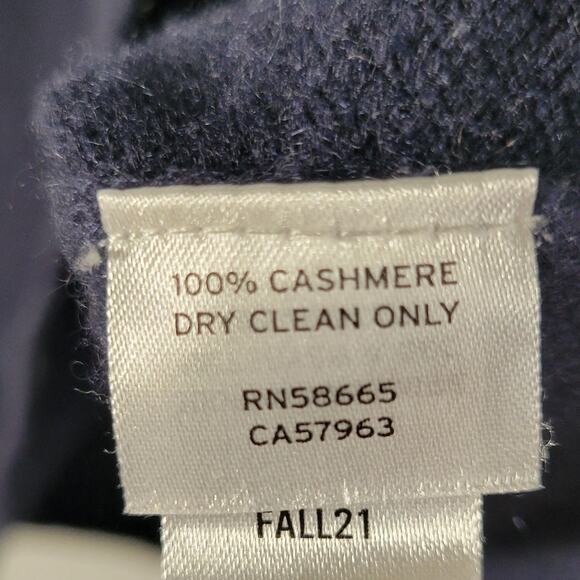 100% CASHMERE
DRY CLEAN ONLY
RN58665
CA57963
FALL21